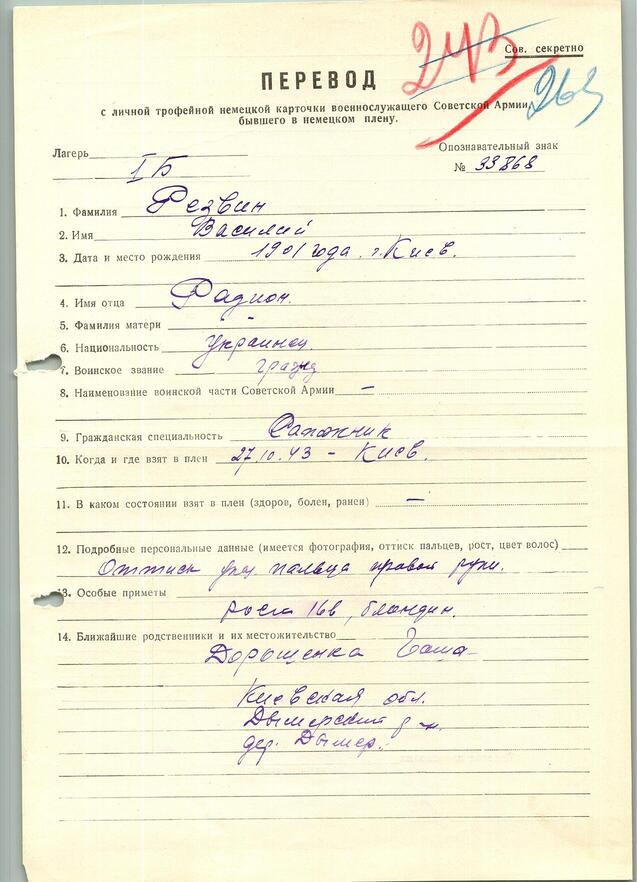 243
Сов. секретно
263
ПЕРЕВОД
с личной трофейной немецкой карточки военнослужащего Советской Армии,
бывшего в немецком плену.
Лагерь I Б
Опознавательный знак
№ 33868
1. Фамилия Резвин
2. Имя Василий
3. Дата и место рождения 1901 года г. Киев.
4. Имя отца Радион.
5. Фамилия матери -
6. Национальность украинец.
7. Воинское звание гражд
8. Наименование воинской части Советской Армии —
9. Гражданская специальность Сапожник
10. Когда и где взят в плен 27.10.43 - Киев.
11. В каком состоянии взят в плен (здоров, болен, ранен) —
12. Подробные персональные данные (имеется фотография, оттиск пальцев, рост, цвет волос)
Оттиск указ. пальца правой руки.
13. Особые приметы
роста 168, блондин.
14. Ближайшие родственники и их местожительство
Дорошенка Гаша
Киевская обл.
Дымерский р-н.
дер. Дымер.